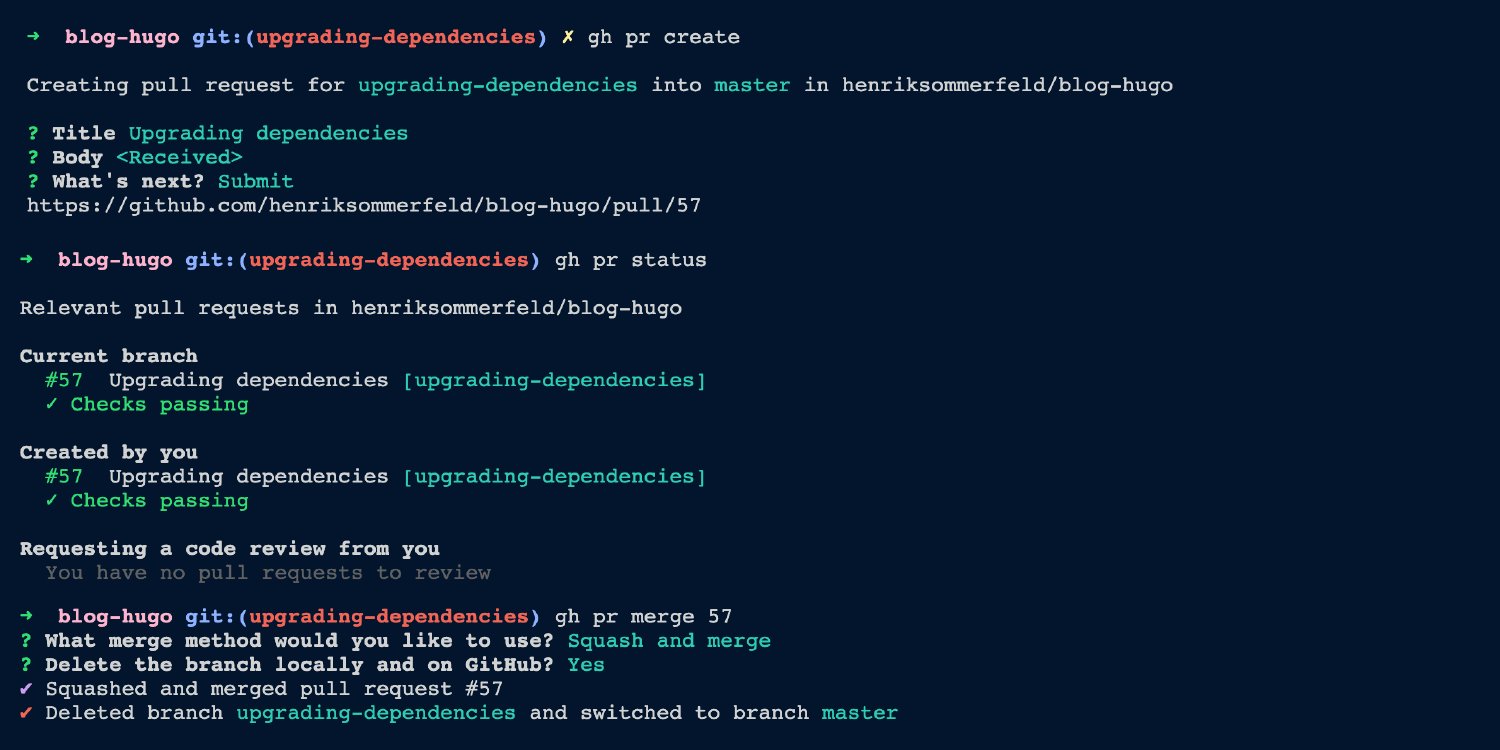 ➜  blog-hugo git:(upgrading-dependencies) ✗ gh pr create
Creating pull request for upgrading-dependencies into master in henriksommerfeld/blog-hugo
? Title Upgrading dependencies
? Body <Received>
? What's next? Submit
https://github.com/henriksommerfeld/blog-hugo/pull/57
➜  blog-hugo git:(upgrading-dependencies) gh pr status
Relevant pull requests in henriksommerfeld/blog-hugo
Current branch
#57  Upgrading dependencies [upgrading-dependencies]
✓ Checks passing
Created by you
#57  Upgrading dependencies [upgrading-dependencies]
✓ Checks passing
Requesting a code review from you
You have no pull requests to review
➜  blog-hugo git:(upgrading-dependencies) gh pr merge 57
? What merge method would you like to use? Squash and merge
? Delete the branch locally and on GitHub? Yes
✔ Squashed and merged pull request #57
✔ Deleted branch upgrading-dependencies and switched to branch master